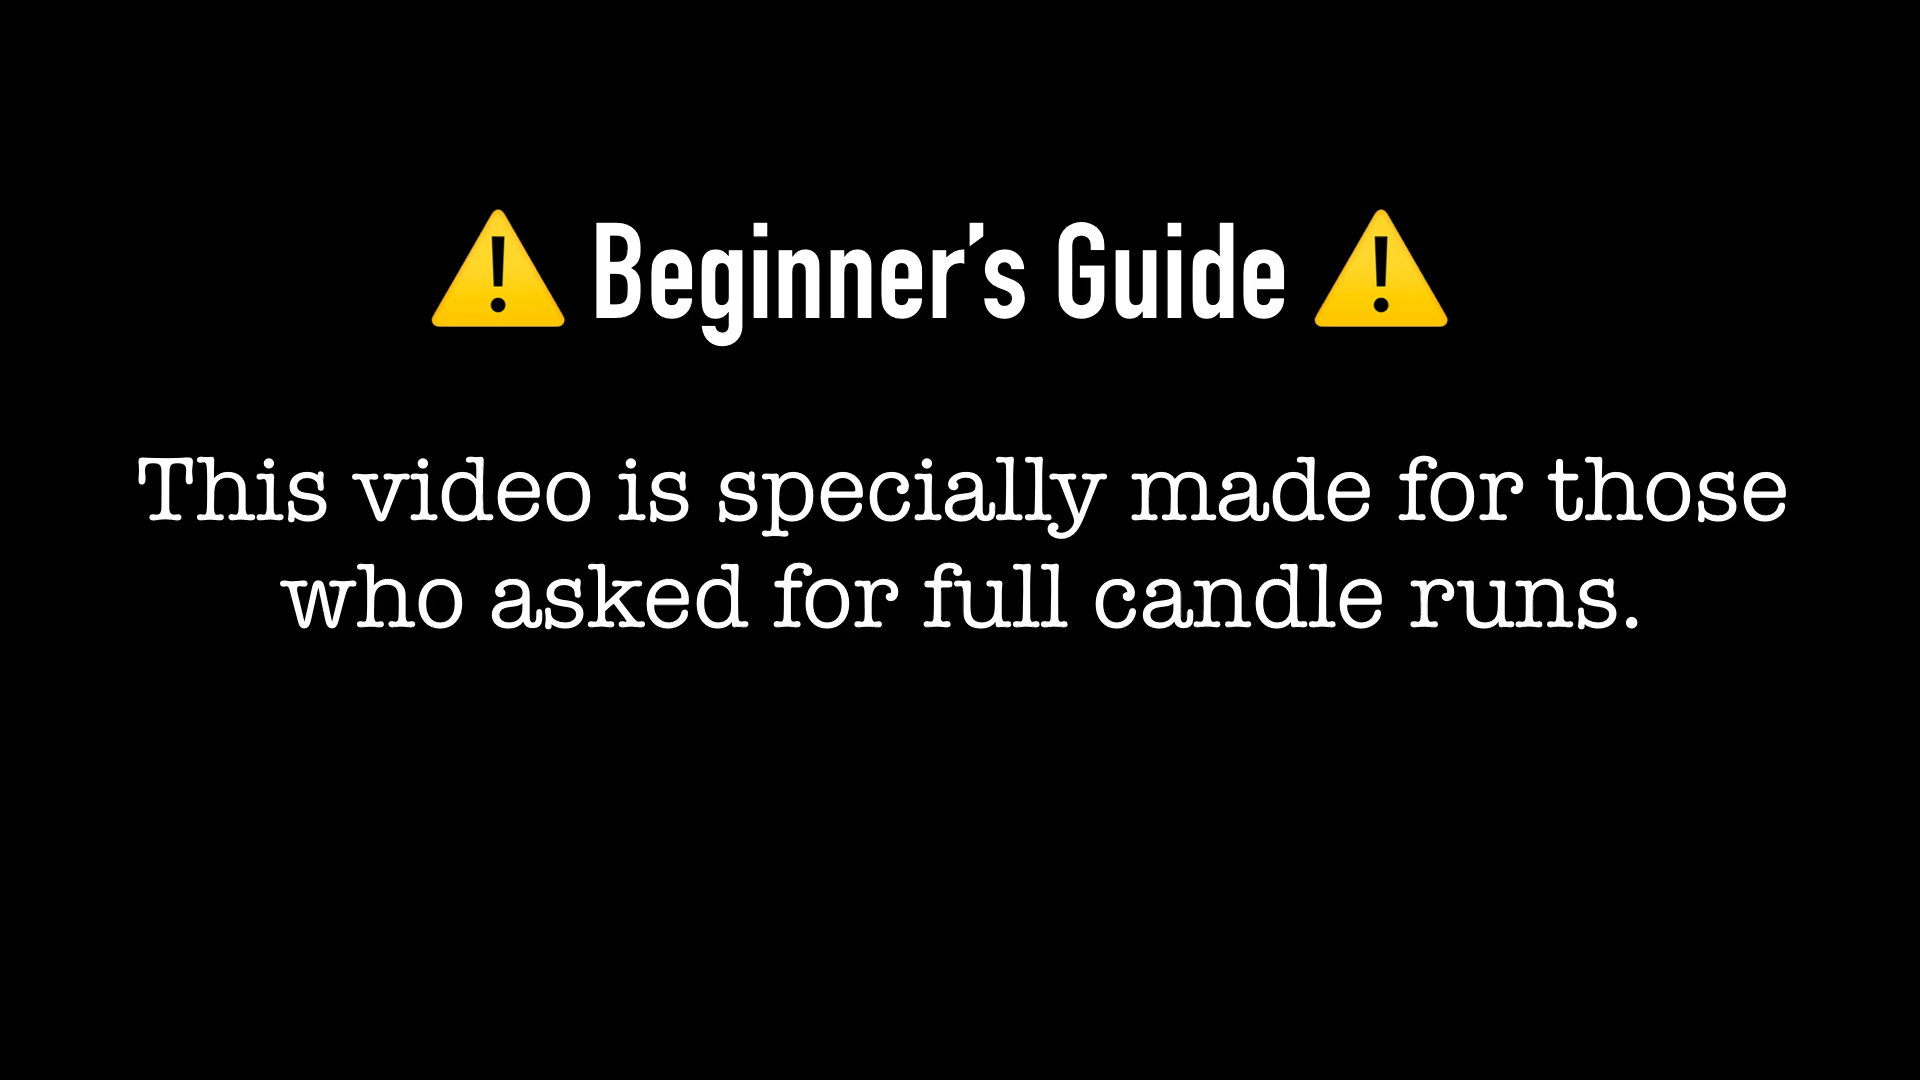 ⚠️ Beginner’s Guide ⚠️
This video is specially made for those
who asked for full candle runs.